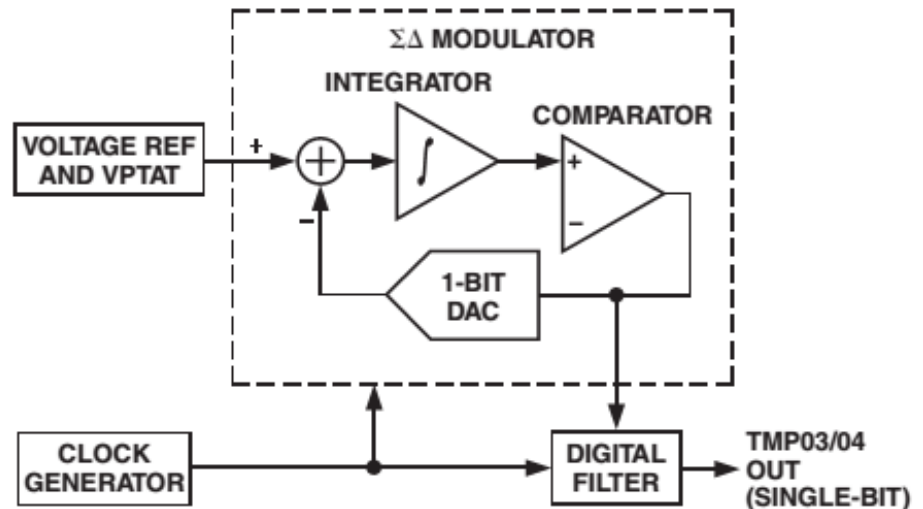 ΣΔ MODULATOR
INTEGRATOR
COMPARATOR
VOLTAGE REF
AND VPTAT
+
+
∫
+
−
−
1-BIT
DAC
CLOCK
GENERATOR
DIGITAL
FILTER
TMP03/04
OUT
(SINGLE-BIT)